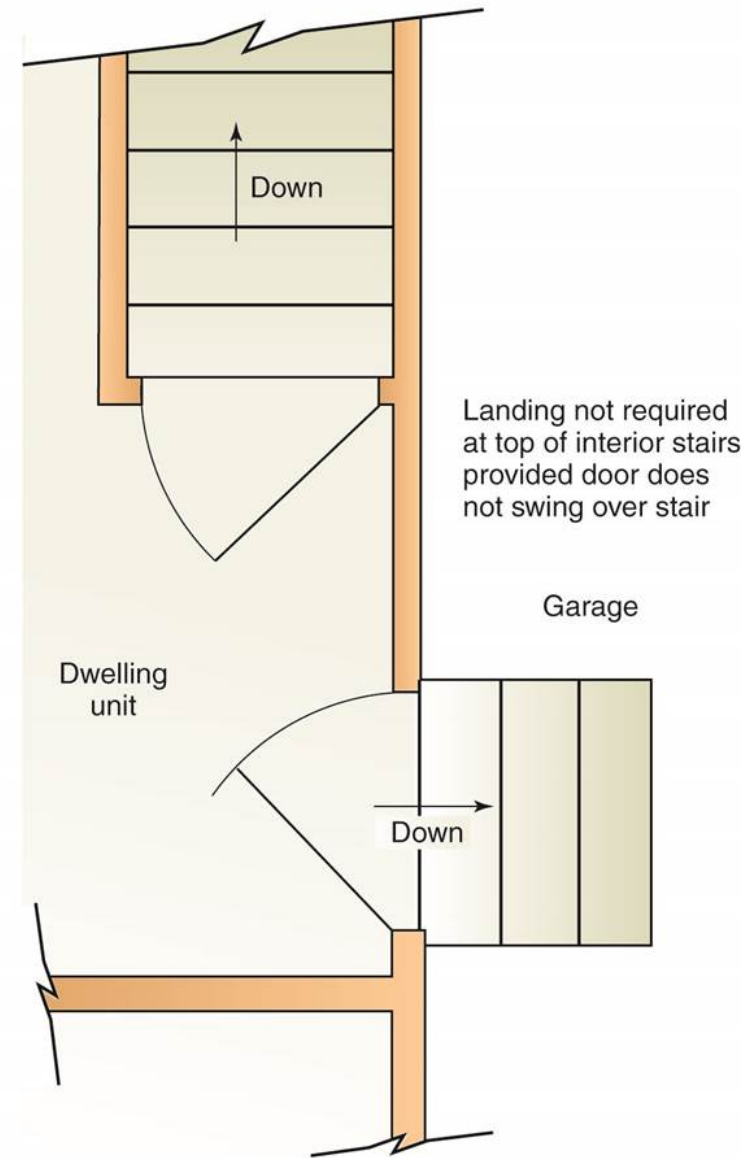 Down
Landing not required
at top of interior stairs
provided door does
not swing over stair
Garage
Dwelling
unit
Down